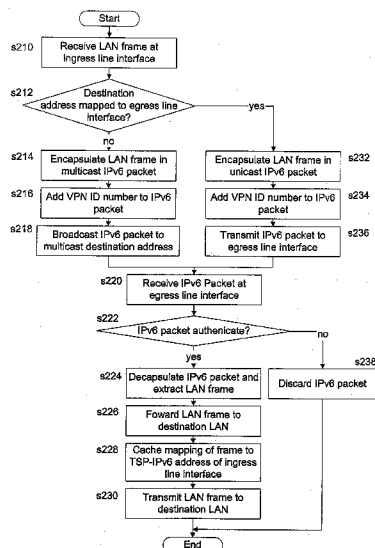 Start
s210
Receive LAN frame at
ingress line interface
s212
Destination
address mapped to egress line
interface?
yes
no
s214
Encapsulate LAN frame in
multicast IPv6 packet
s232
Encapsulate LAN frame in
unicast IPv6 packet
s216
Add VPN ID number to IPv6
packet
s234
Add VPN ID number to IPv6
packet
s218
Broadcast IPv6 packet to
multicast destination address
s236
Transmit IPv6 packet to
egress line interface
s220
Receive IPv6 Packet at
egress line interface
s222
IPv6 packet authenicate?
no
yes
s224
Decapsulate IPv6 packet and
extract LAN frame
s238
Discard IPv6 packet
s226
Foward LAN frame to
destination LAN
s228
Cache mapping of frame to
TSP-IPv6 address of ingress
line interface
s230
Transmit LAN frame to
destination LAN
End